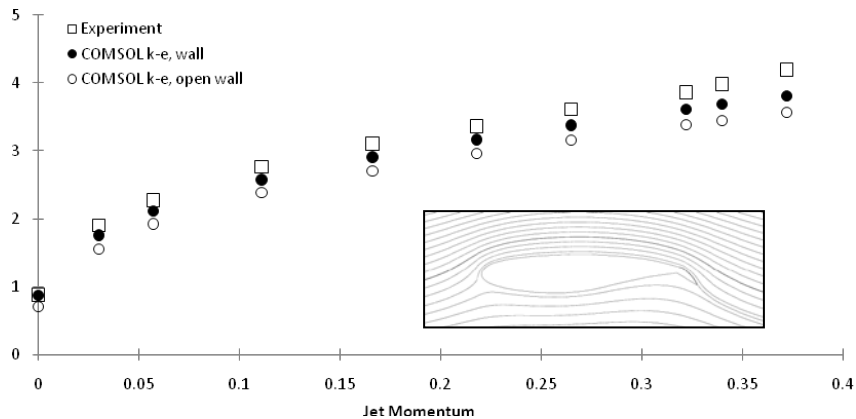 5
Experiment
COMSOL k-e, wall
COMSOL k-e, open wall
4
3
2
1
0
0 0.05 0.1 0.15 0.2 0.25 0.3 0.35 0.4
Jet Momentum